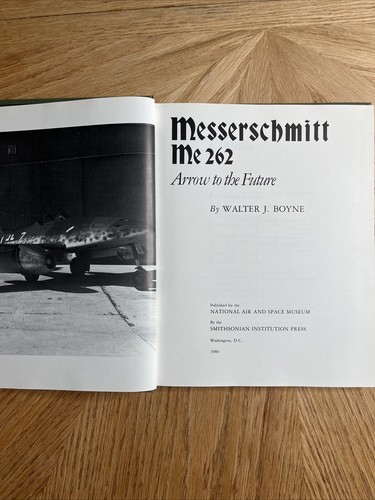 Messerschmitt
Me 262
Arrow to the Future
By WALTER J. BOYNE
Published for the
NATIONAL AIR AND SPACE MUSEUM
By the
SMITHSONIAN INSTITUTION PRESS
Washington, D.C.
1980